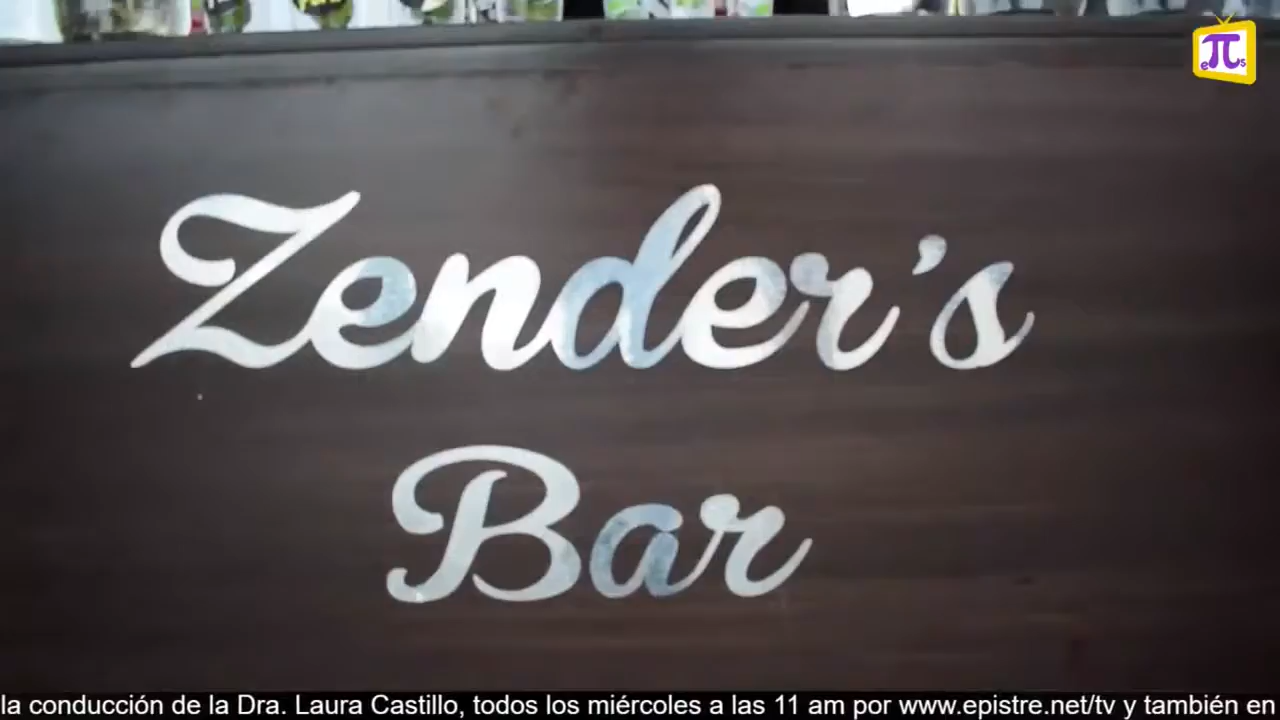 eπs
Zender's
Bar
la conducción de la Dra. Laura Castillo, todos los miércoles a las 11 am por www.epistre.net/tv y también en